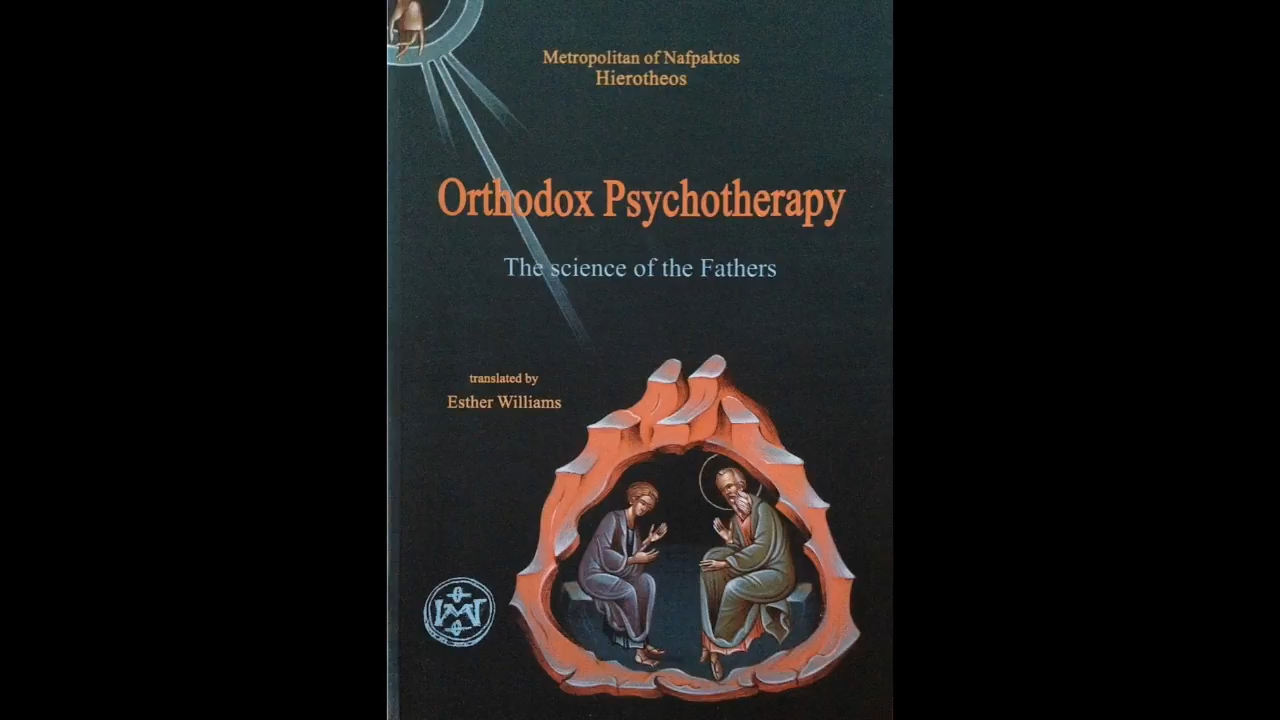 Metropolitan of Nafpaktos
Hierotheos
Orthodox Psychotherapy
The science of the Fathers
translated by
Esther Williams